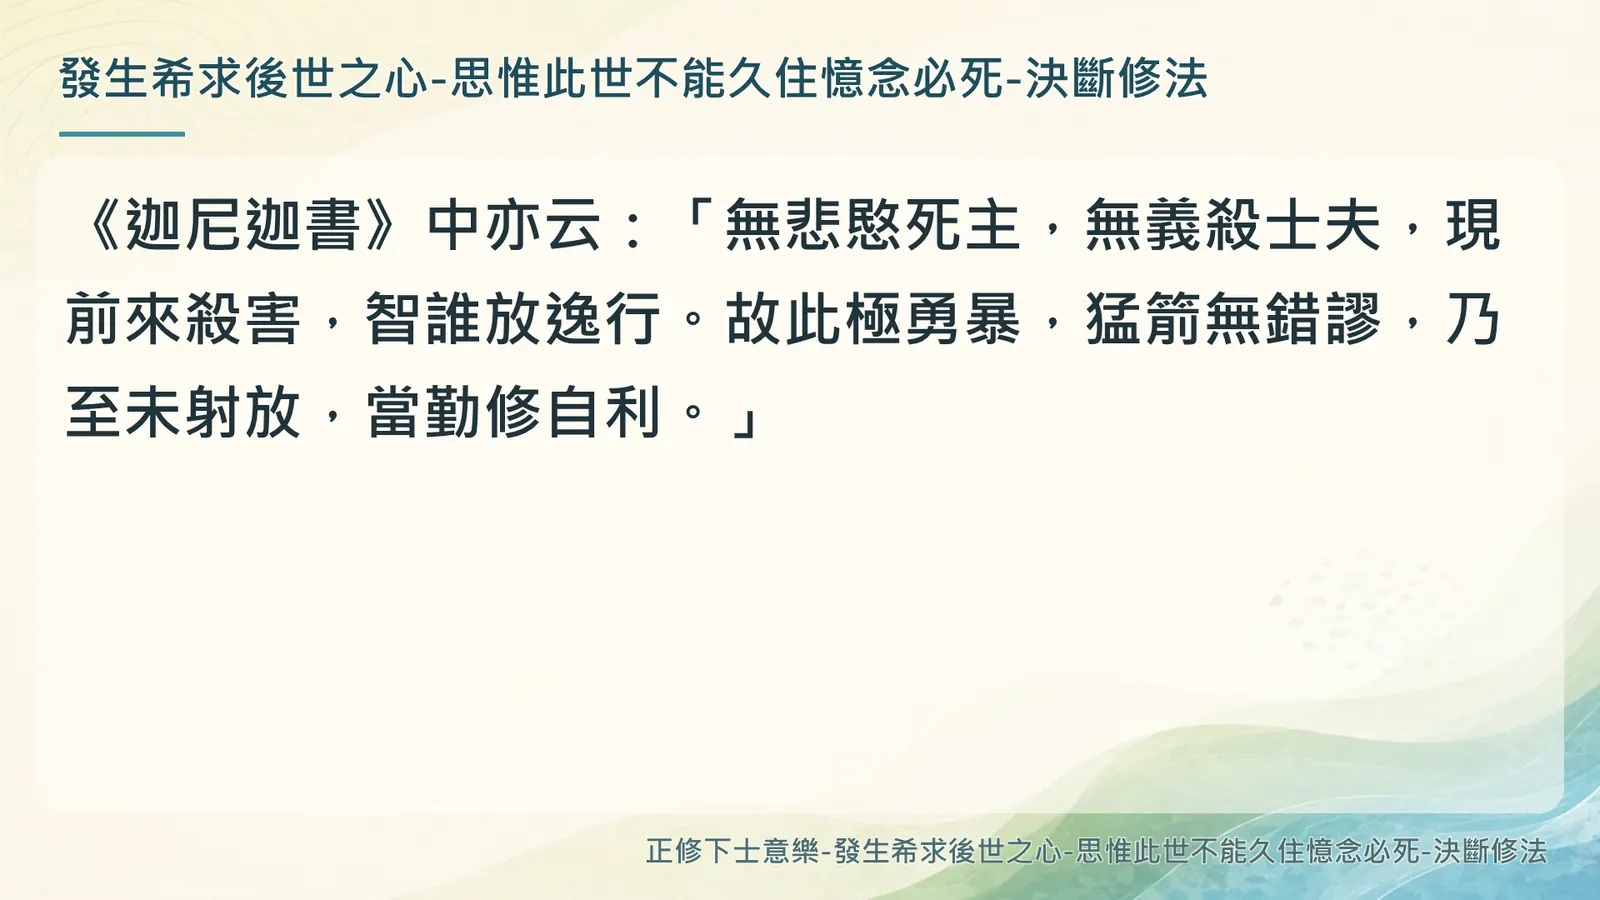 發生希求後世之心-思惟此世不能久住憶念必死-決斷修法
《迦尼迦書》中亦云：「無悲愍死主，無義殺士夫，現
前來殺害，智誰放逸行。故此極勇暴，猛箭無錯謬，乃
至未射放，當勤修自利。」
正修下士意樂-發生希求後世之心-思惟此世不能久住憶念必死-決斷修法